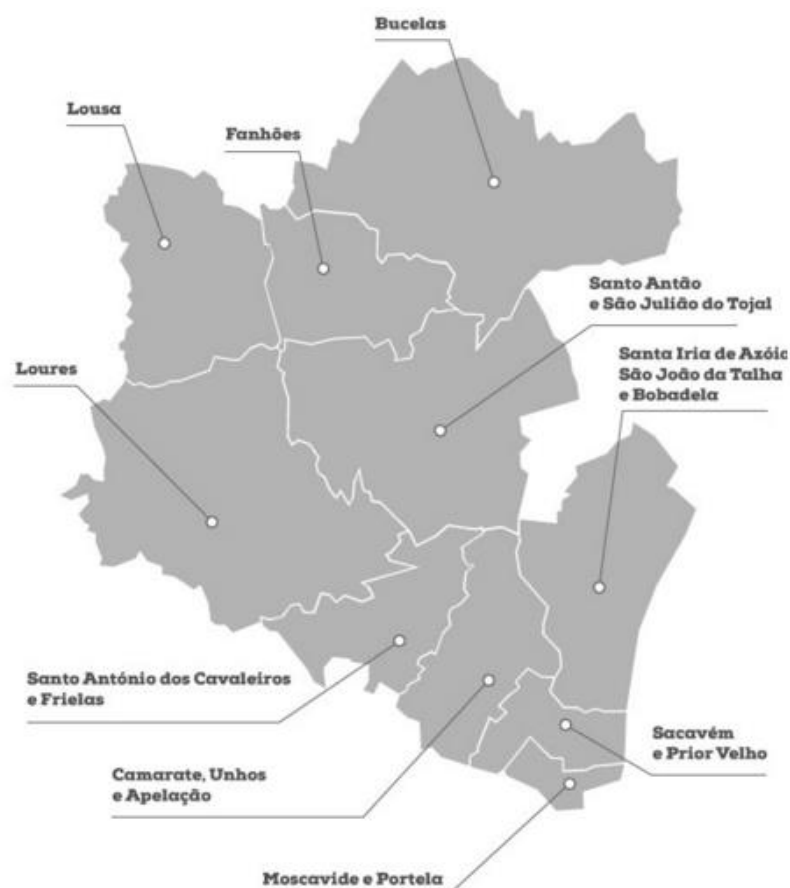 Bucelas
Lousa
Fanhões
Santo Antão
e São Julião do Tojal
Santa Iria de Azóic
São João da Talha
e Bobadela
Loures
Santo António dos Cavaleiros
e Frielas
Sacavém
e Prior Velho
Camarate, Unhos
e Apelação
Moscavide e Portela